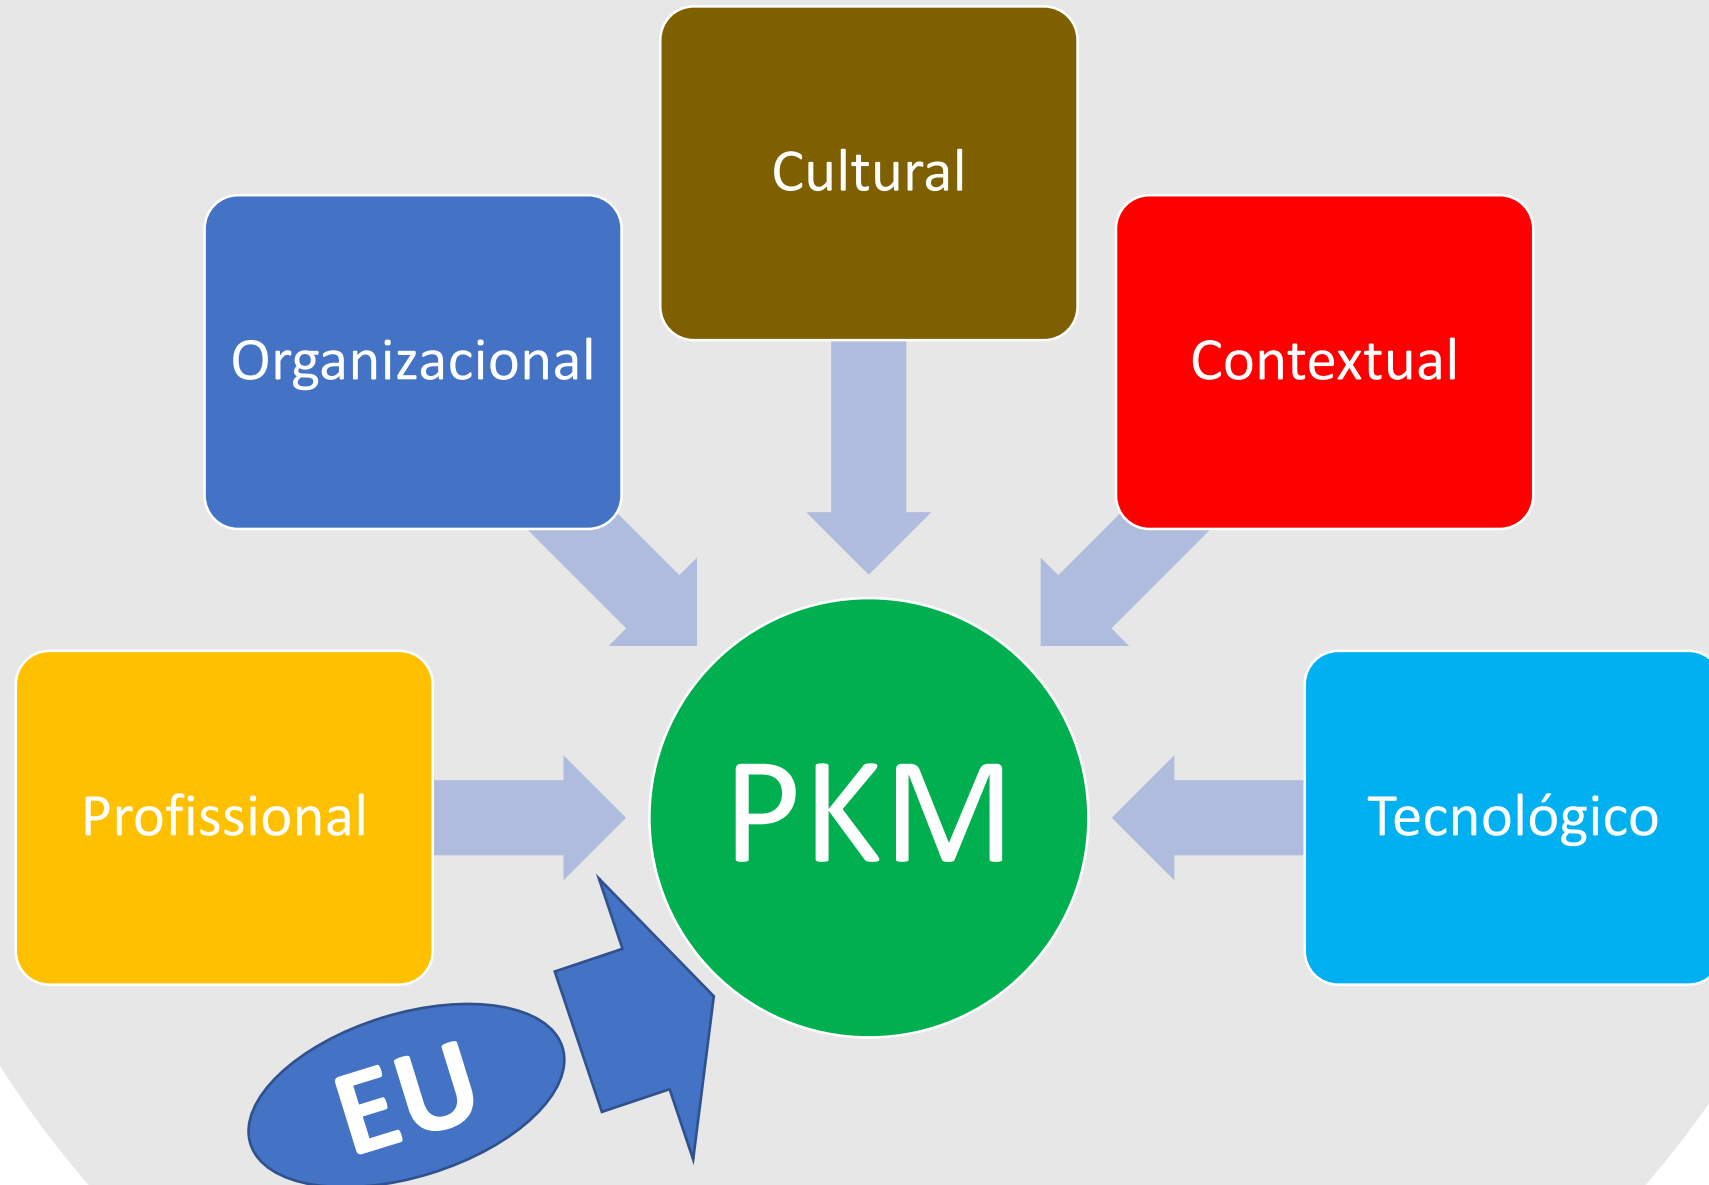 Cultural
Organizacional
Contextual
Profissional
PKM
Tecnológico
EU